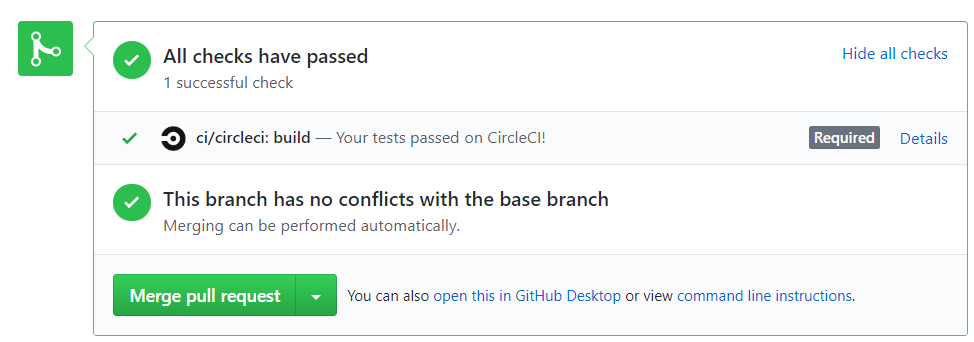 All checks have passed
Hide all checks
1 successful check
ci/circleci: build — Your tests passed on CircleCI!
Required
Details
This branch has no conflicts with the base branch
Merging can be performed automatically.
Merge pull request
You can also open this in GitHub Desktop or view command line instructions.